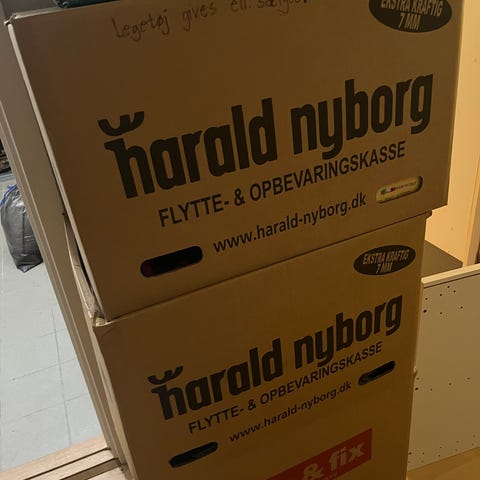 Legetøj gives ell. sælges
EKSTRA KRAFTIG
7 MM
harald nyborg
FLYTTE- & OPBEVARINGSKASSE
www.harald-nyborg.dk
EKSTRA KRAFTIG
7 MM
harald nyborg
FLYTTE- & OPBEVARINGSKASSE
www.harald-nyborg.dk
& fix